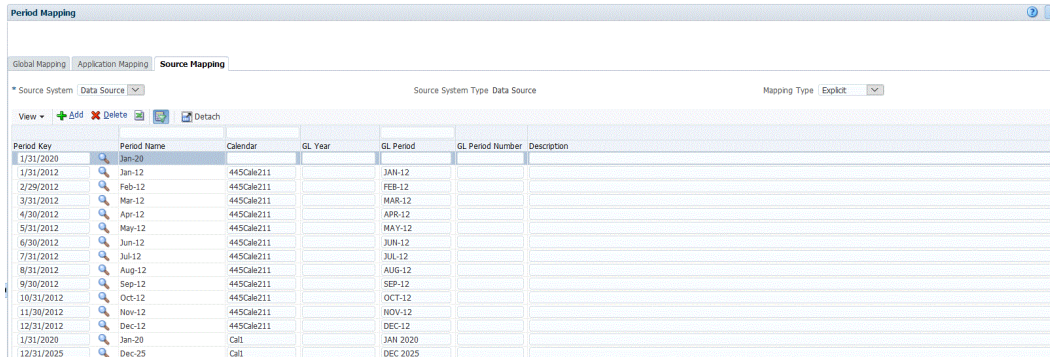 Period Mapping
Global Mapping Application Mapping Source Mapping
* Source System Data Source Source System Type Data Source Mapping Type Explicit
View Add Delete Detach
Period Key Period Name Calendar GL Year GL Period GL Period Number Description
1/31/2020 Jan-20
1/31/2012 Jan-12 445Cale211 JAN-12
2/29/2012 Feb-12 445Cale211 FEB-12
3/31/2012 Mar-12 445Cale211 MAR-12
4/30/2012 Apr-12 445Cale211 APR-12
5/31/2012 May-12 445Cale211 MAY-12
6/30/2012 Jun-12 445Cale211 JUN-12
7/31/2012 Jul-12 445Cale211 JUL-12
8/31/2012 Aug-12 445Cale211 AUG-12
9/30/2012 Sep-12 445Cale211 SEP-12
10/31/2012 Oct-12 445Cale211 OCT-12
11/30/2012 Nov-12 445Cale211 NOV-12
12/31/2012 Dec-12 445Cale211 DEC-12
1/31/2020 Jan-20 Cal1 JAN 2020
12/31/2025 Dec-25 Cal1 DEC 2025